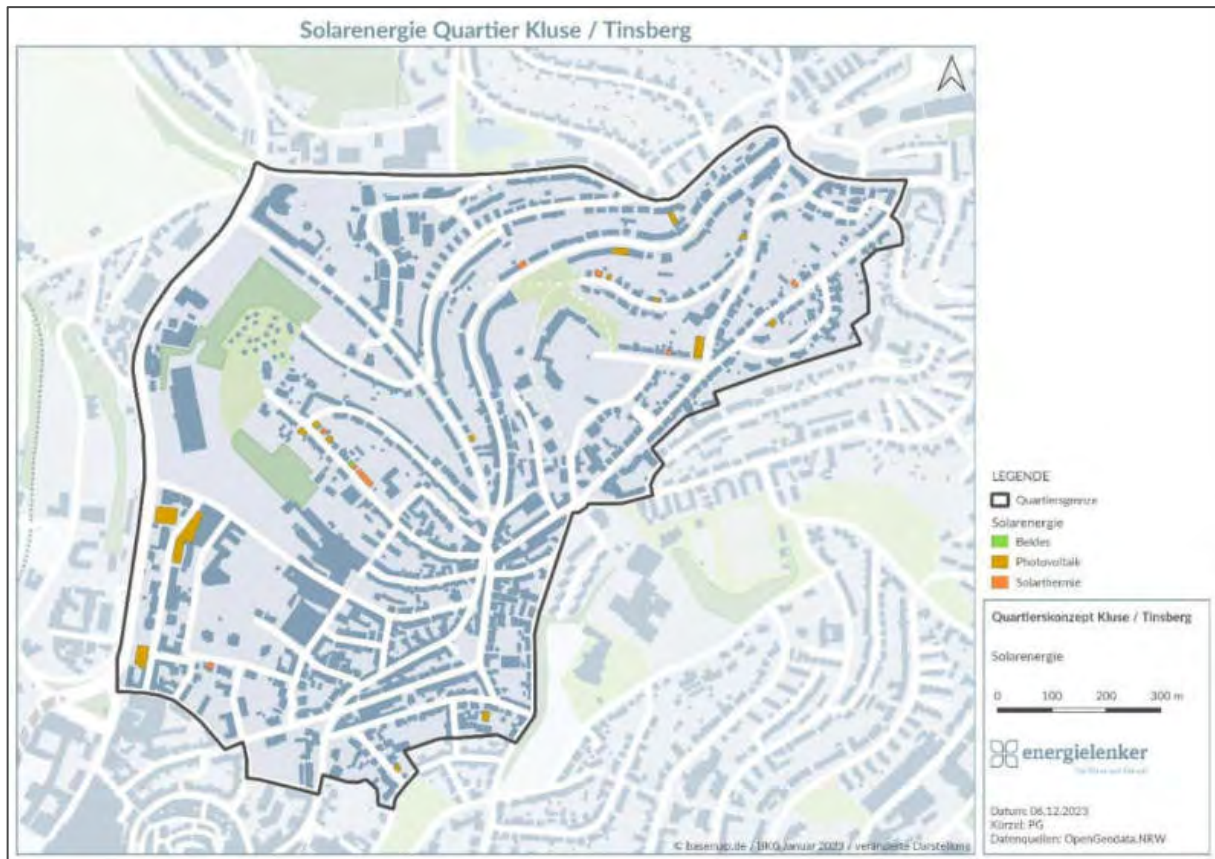 Solarenergie Quartier Kluse / Tinsberg
LEGENDE
Quartiersgrenze
Solarenergie
Beides
Photovoltaik
Solarthermie
Quartierskonzept Kluse / Tinsberg
Solarenergie
0 100 200 300 m
energielenker
Datum: 06.12.2023
Kürzel: PG
Datenquellen: OpenGeodata.NRW
© basemap.de / BKG Januar 2023 / veränderte Darstellung